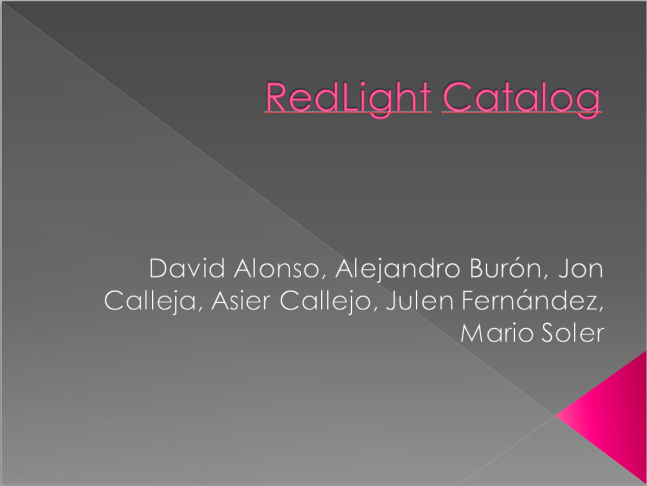 RedLight Catalog
David Alonso, Alejandro Burón, Jon
Calleja, Asier Callejo, Julen Fernández,
Mario Soler